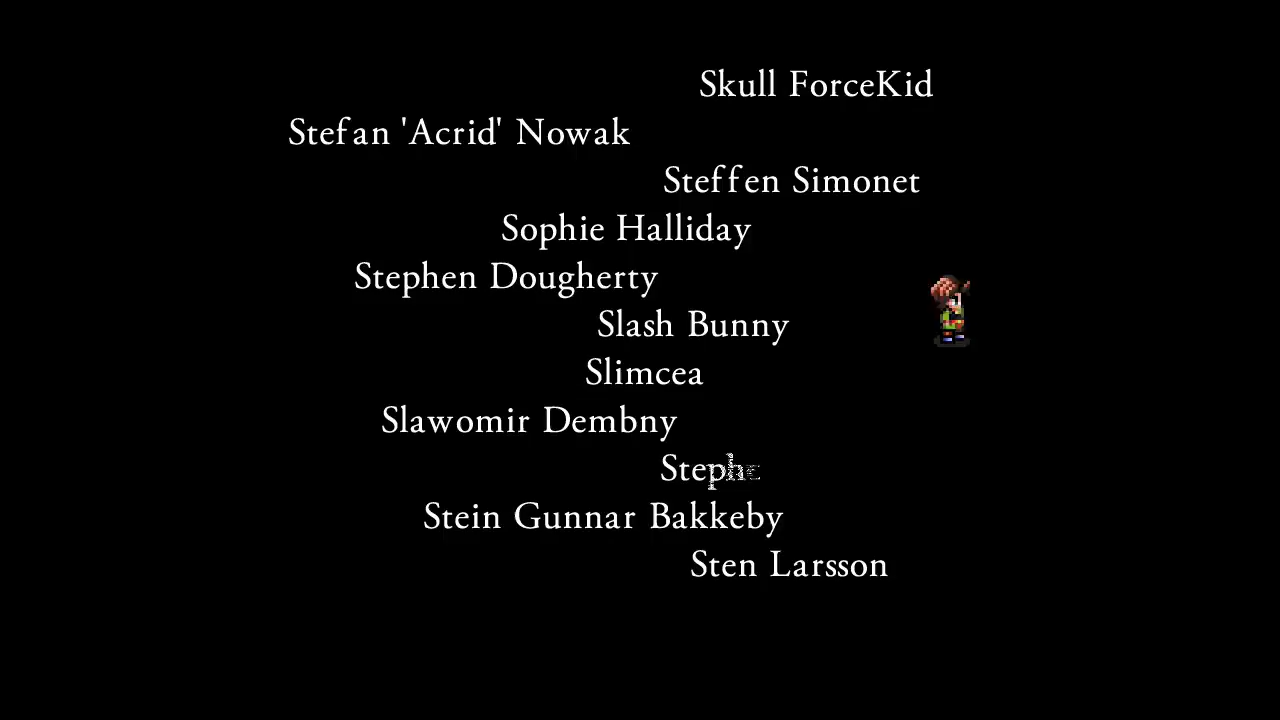 Skull ForceKid
Stefan 'Acrid' Nowak
Steffen Simonet
Sophie Halliday
Stephen Dougherty
Slash Bunny
Slimcea
Slawomir Dembny
Stein Gunnar Bakkeby
Sten Larsson